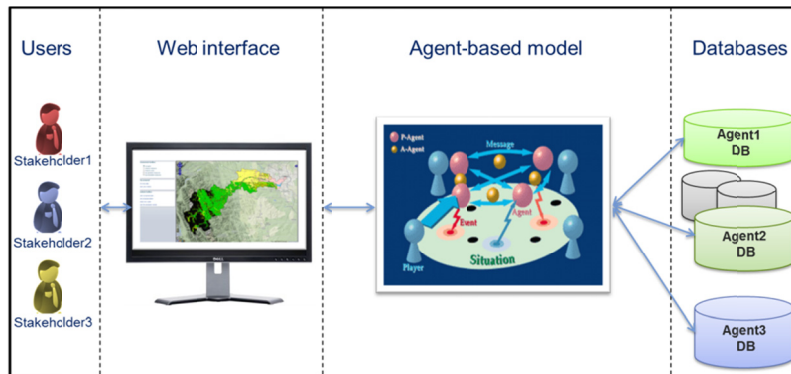 Users
Web interface
Agent-based model
Databases
Stakeholder1
Stakeholder2
Stakeholder3
DELL
P-Agent
A-Agent
Message
Event
Agent
Player
Situation
Agent1
DB
Agent2
DB
Agent3
DB